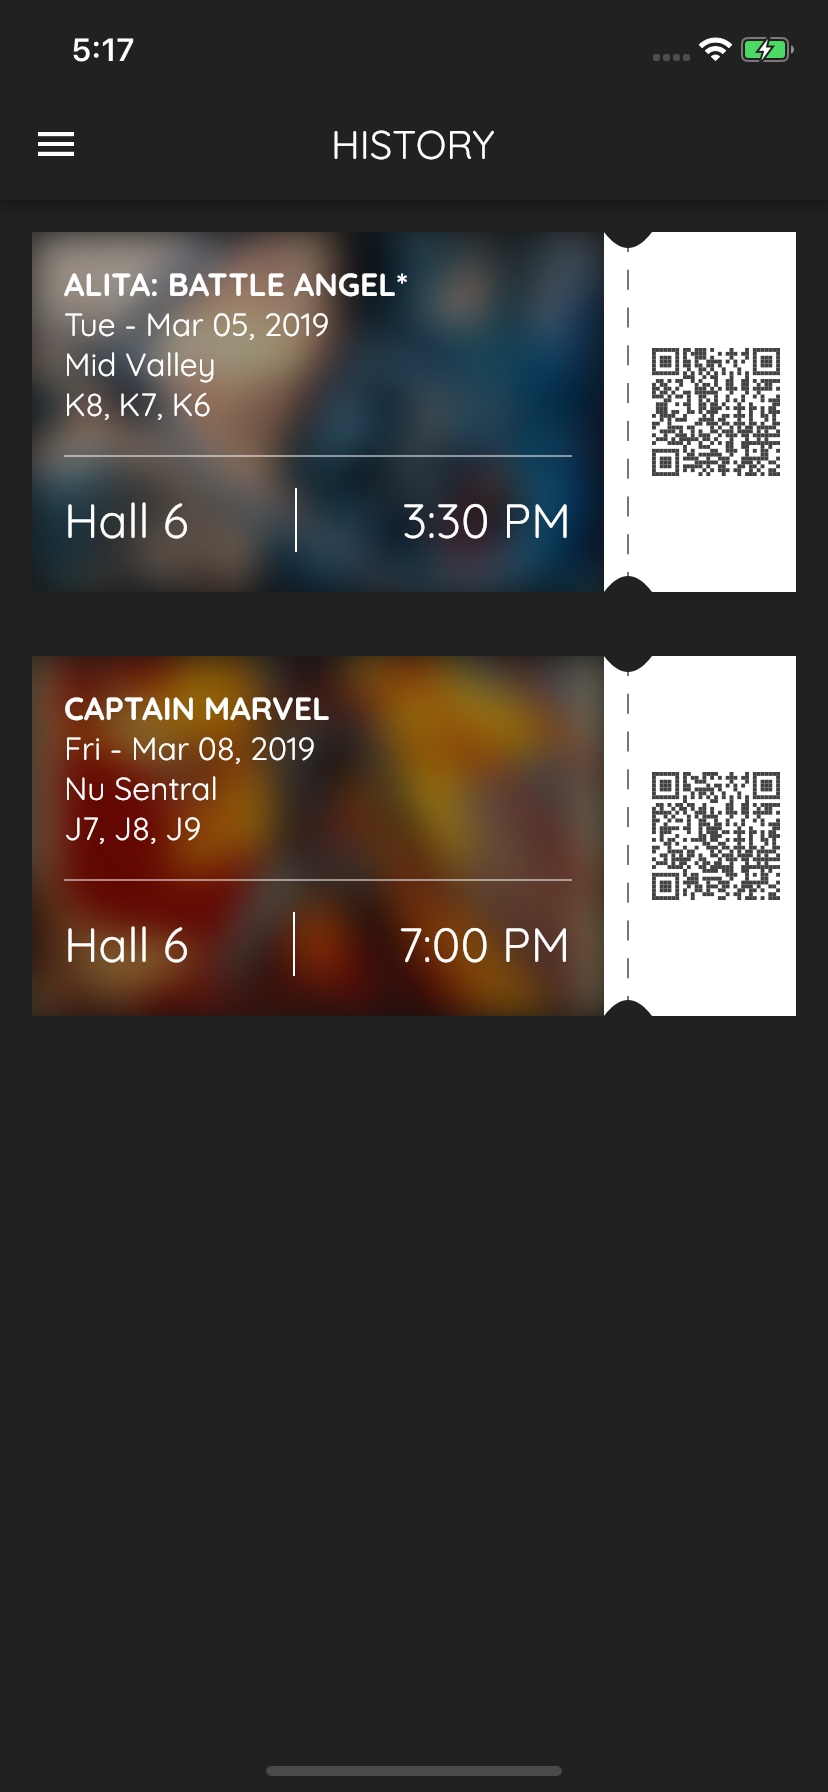 5:17
HISTORY
ALITA: BATTLE ANGEL*
Tue - Mar 05, 2019
Mid Valley
K8, K7, K6
Hall 6
3:30 PM
CAPTAIN MARVEL
Fri - Mar 08, 2019
Nu Sentral
J7, J8, J9
Hall 6
7:00 PM